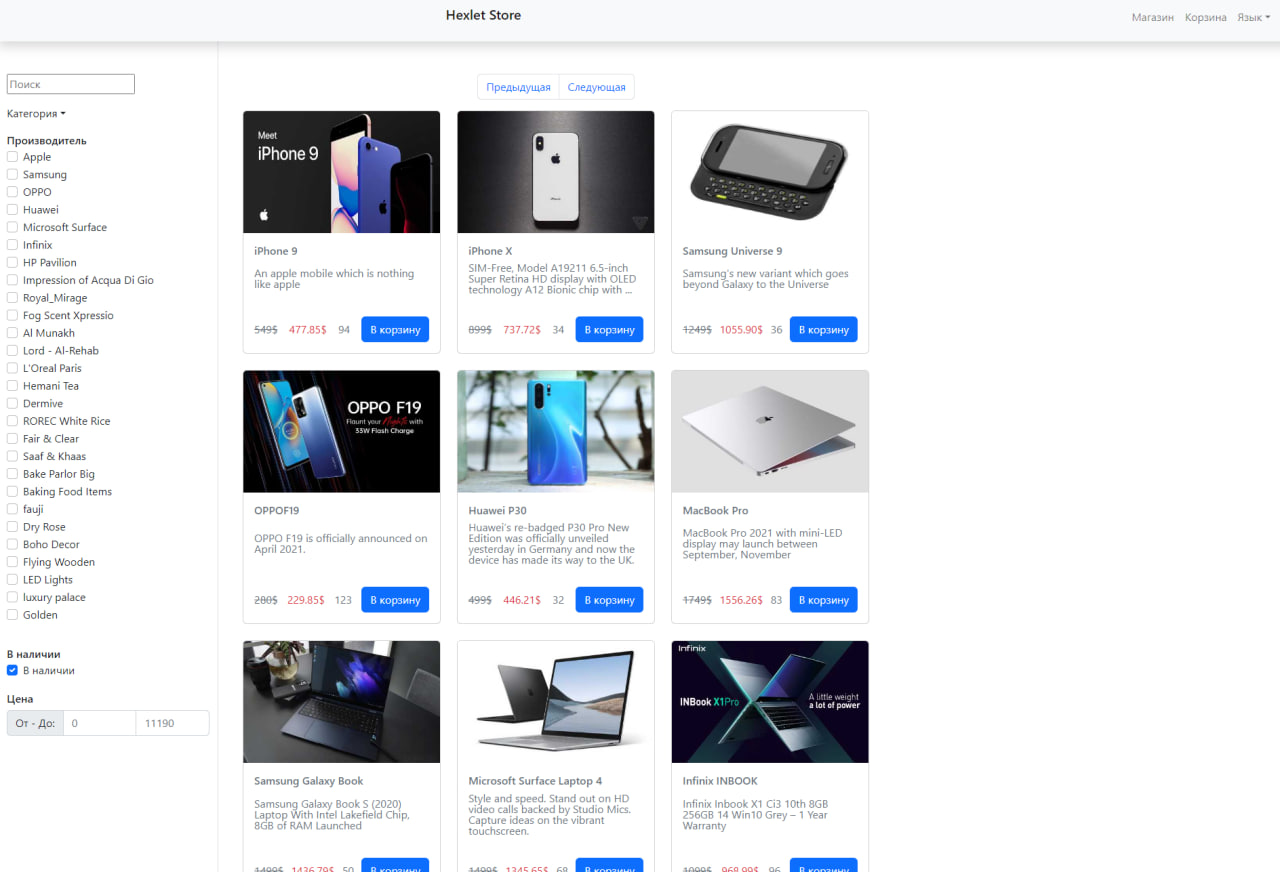 Hexlet Store
Магазин
Корзина
Язык
Поиск
Категория
Производитель
Apple
Samsung
OPPO
Huawei
Microsoft Surface
Infinix
HP Pavilion
Impression of Acqua Di Gio
Royal_Mirage
Fog Scent Xpressio
Al Munakh
Lord - Al-Rehab
L'Oreal Paris
Hemani Tea
Dermive
ROREC White Rice
Fair & Clear
Saaf & Khaas
Bake Parlor Big
Baking Food Items
fauji
Dry Rose
Boho Decor
Flying Wooden
LED Lights
luxury palace
Golden
В наличии
В наличии
Цена
От - До:
0
11190
Предыдущая
Следующая
Meet
iPhone 9
iPhone 9
An apple mobile which is nothing
like apple
549$ 477.85$ 94 В корзину
iPhone X
SIM-Free, Model A19211 6.5-inch
Super Retina HD display with OLED
technology A12 Bionic chip with ...
899$ 737.72$ 34 В корзину
Samsung Universe 9
Samsung's new variant which goes
beyond Galaxy to the Universe
1249$ 1055.90$ 36 В корзину
OPPO F19
Flaunt your Nights with
33W Flash Charge
OPPOF19
OPPO F19 is officially announced on
April 2021.
280$ 229.85$ 123 В корзину
Huawei P30
Huawei's re-badged P30 Pro New
Edition was officially unveiled
yesterday in Germany and now the
device has made its way to the UK.
499$ 446.21$ 32 В корзину
MacBook Pro
MacBook Pro 2021 with mini-LED
display may launch between
September, November
1749$ 1556.26$ 83 В корзину
Samsung Galaxy Book
Samsung Galaxy Book S (2020)
Laptop With Intel Lakefield Chip,
8GB of RAM Launched
1499$ 1436.79$ 50 В корзину
Microsoft Surface Laptop 4
Style and speed. Stand out on HD
video calls backed by Studio Mics.
Capture ideas on the vibrant
touchscreen.
1499$ 1345.65$ 68 В корзину
Infinix
INBook X1Pro
A little weight
a lot of power
Infinix INBOOK
Infinix Inbook X1 Ci3 10th 8GB
256GB 14 Win10 Grey – 1 Year
Warranty
1099$ 968.99$ 96 В корзину